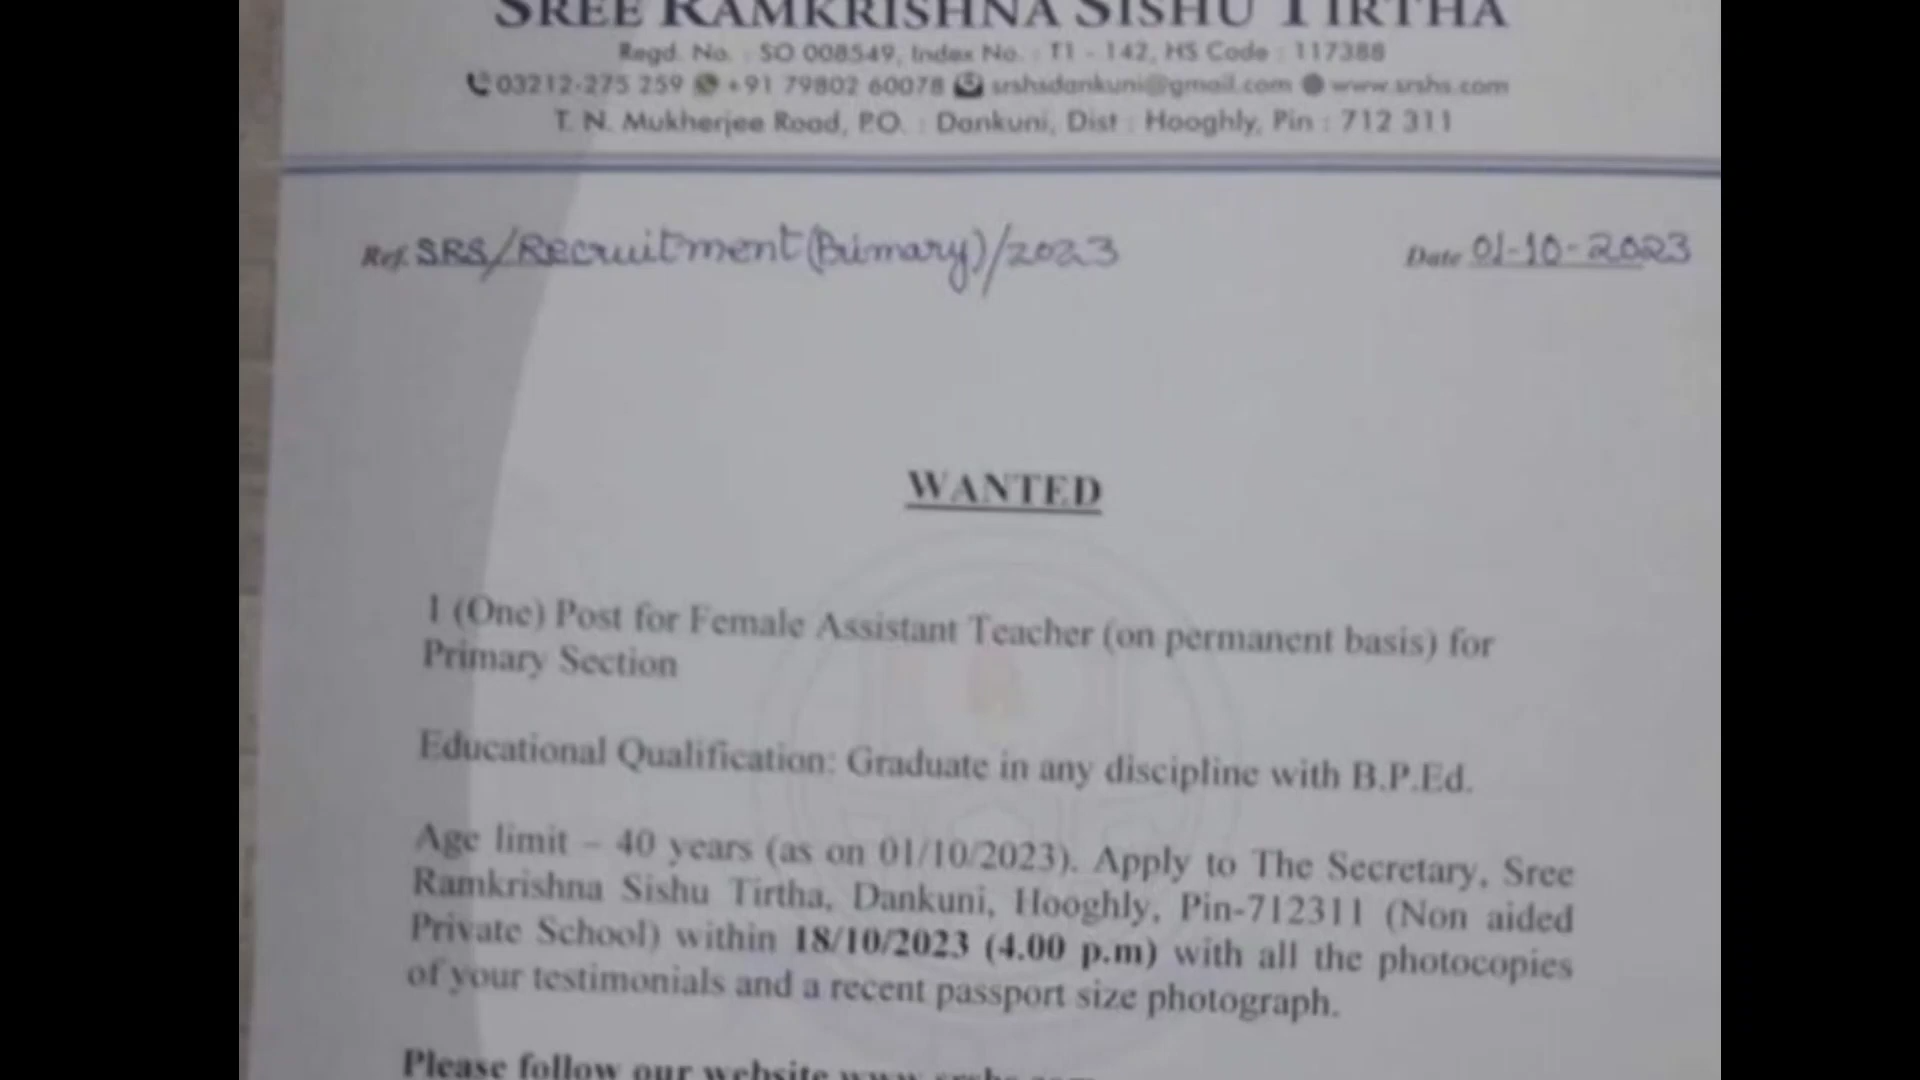 SREE RAMKRISHNA SISHU TIRTHA
Regd. No. : SO 008549, Index No. : T1 - 142, HS Code : 117388
03212-275 259 +91 79802 60078 srshsdankuni@gmail.com www.srshs.com
T. N. Mukherjee Road, P.O. : Dankuni, Dist : Hooghly, Pin : 712 311
Ref. SRS/Recruitment(Primary)/2023 Date 01-10-2023
WANTED
1 (One) Post for Female Assistant Teacher (on permanent basis) for
Primary Section
Educational Qualification: Graduate in any discipline with B.P.Ed.
Age limit – 40 years (as on 01/10/2023). Apply to The Secretary, Sree
Ramkrishna Sishu Tirtha, Dankuni, Hooghly, Pin-712311 (Non aided
Private School) within 18/10/2023 (4.00 p.m) with all the photocopies
of your testimonials and a recent passport size photograph.
Please follow our website www.srshs.com